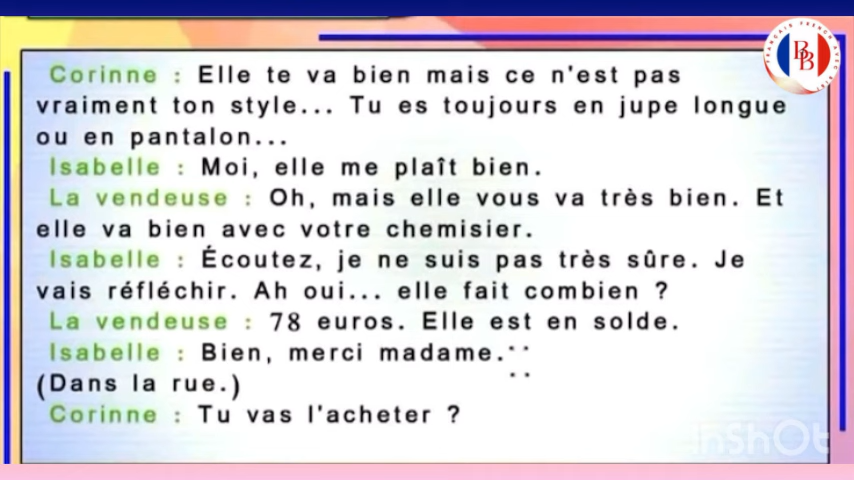 Corinne : Elle te va bien mais ce n'est pas
vraiment ton style... Tu es toujours en jupe longue
ou en pantalon...
Isabelle : Moi, elle me plaît bien.
La vendeuse : Oh, mais elle vous va très bien. Et
elle va bien avec votre chemisier.
Isabelle : Écoutez, je ne suis pas très sûre. Je
vais réfléchir. Ah oui... elle fait combien ?
La vendeuse : 78 euros. Elle est en solde.
Isabelle : Bien, merci madame.
(Dans la rue.)
Corinne : Tu vas l'acheter ?
InShOt